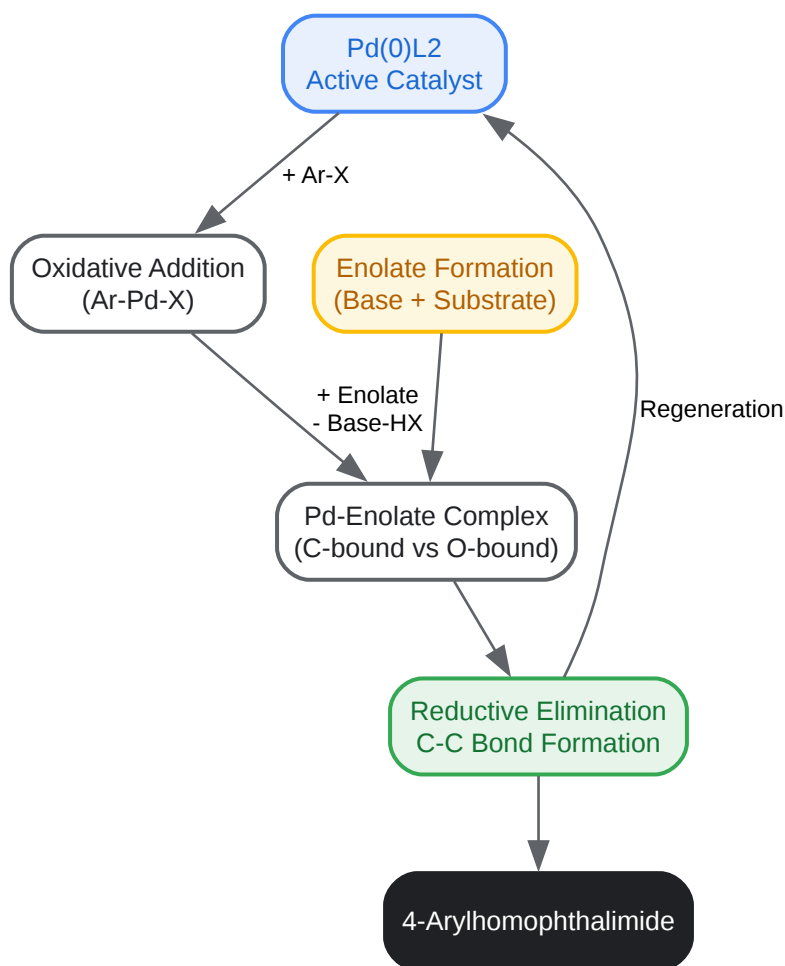 Pd(0)L2
Active Catalyst
+ Ar-X
Oxidative Addition
(Ar-Pd-X)
Enolate Formation
(Base + Substrate)
+ Enolate
- Base-HX
Regeneration
Pd-Enolate Complex
(C-bound vs O-bound)
Reductive Elimination
C-C Bond Formation
4-Arylhomophthalimide